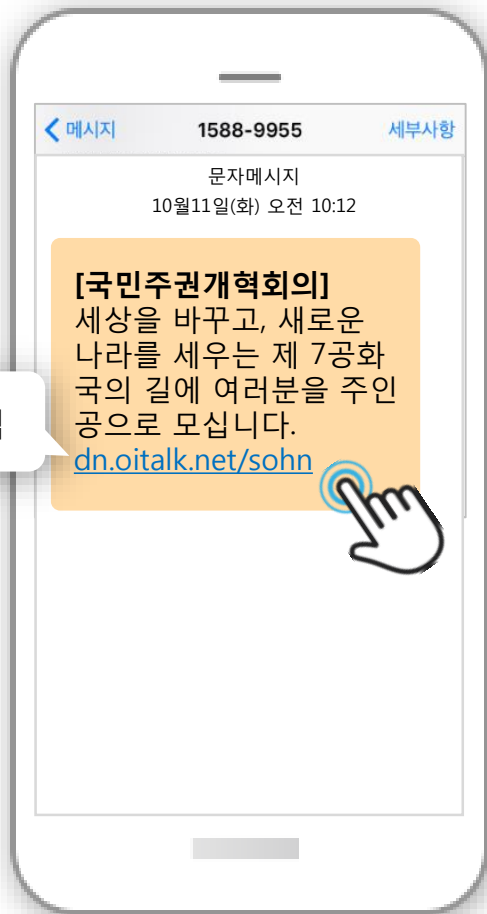 메시지 1588-9955 세부사항
문자메시지
10월11일(화) 오전 10:12
[국민주권개혁회의]
세상을 바꾸고, 새로운
나라를 세우는 제 7공화
국의 길에 여러분을 주인
공으로 모십니다.
dn.oitalk.net/sohn